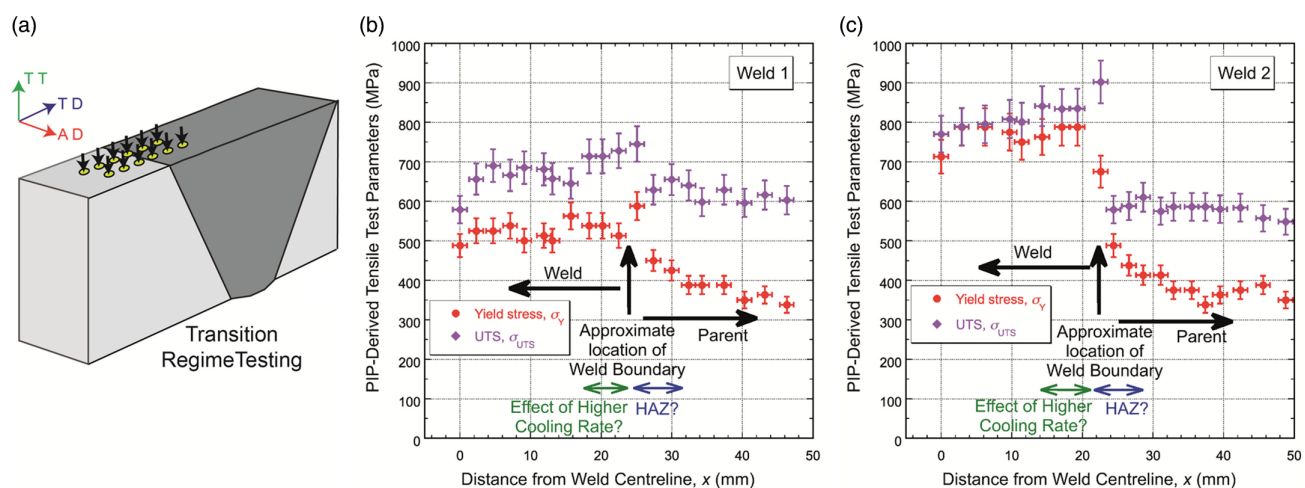 (a)
TT
TD
AD
Transition
RegimeTesting
(b)
PIP-Derived Tensile Test Parameters (MPa)
1000
900
800
700
600
500
400
300
200
100
0
Weld 1
Weld
Yield stress, σY
UTS, σUTS
Approximate
location of
Weld Boundary
Parent
Effect of Higher
Cooling Rate?
HAZ?
0 10 20 30 40 50
Distance from Weld Centreline, x (mm)
(c)
PIP-Derived Tensile Test Parameters (MPa)
1000
900
800
700
600
500
400
300
200
100
0
Weld 2
Weld
Yield stress, σY
UTS, σUTS
Approximate
location of
Weld Boundary
Parent
Effect of Higher
Cooling Rate?
HAZ?
0 10 20 30 40 50
Distance from Weld Centreline, x (mm)